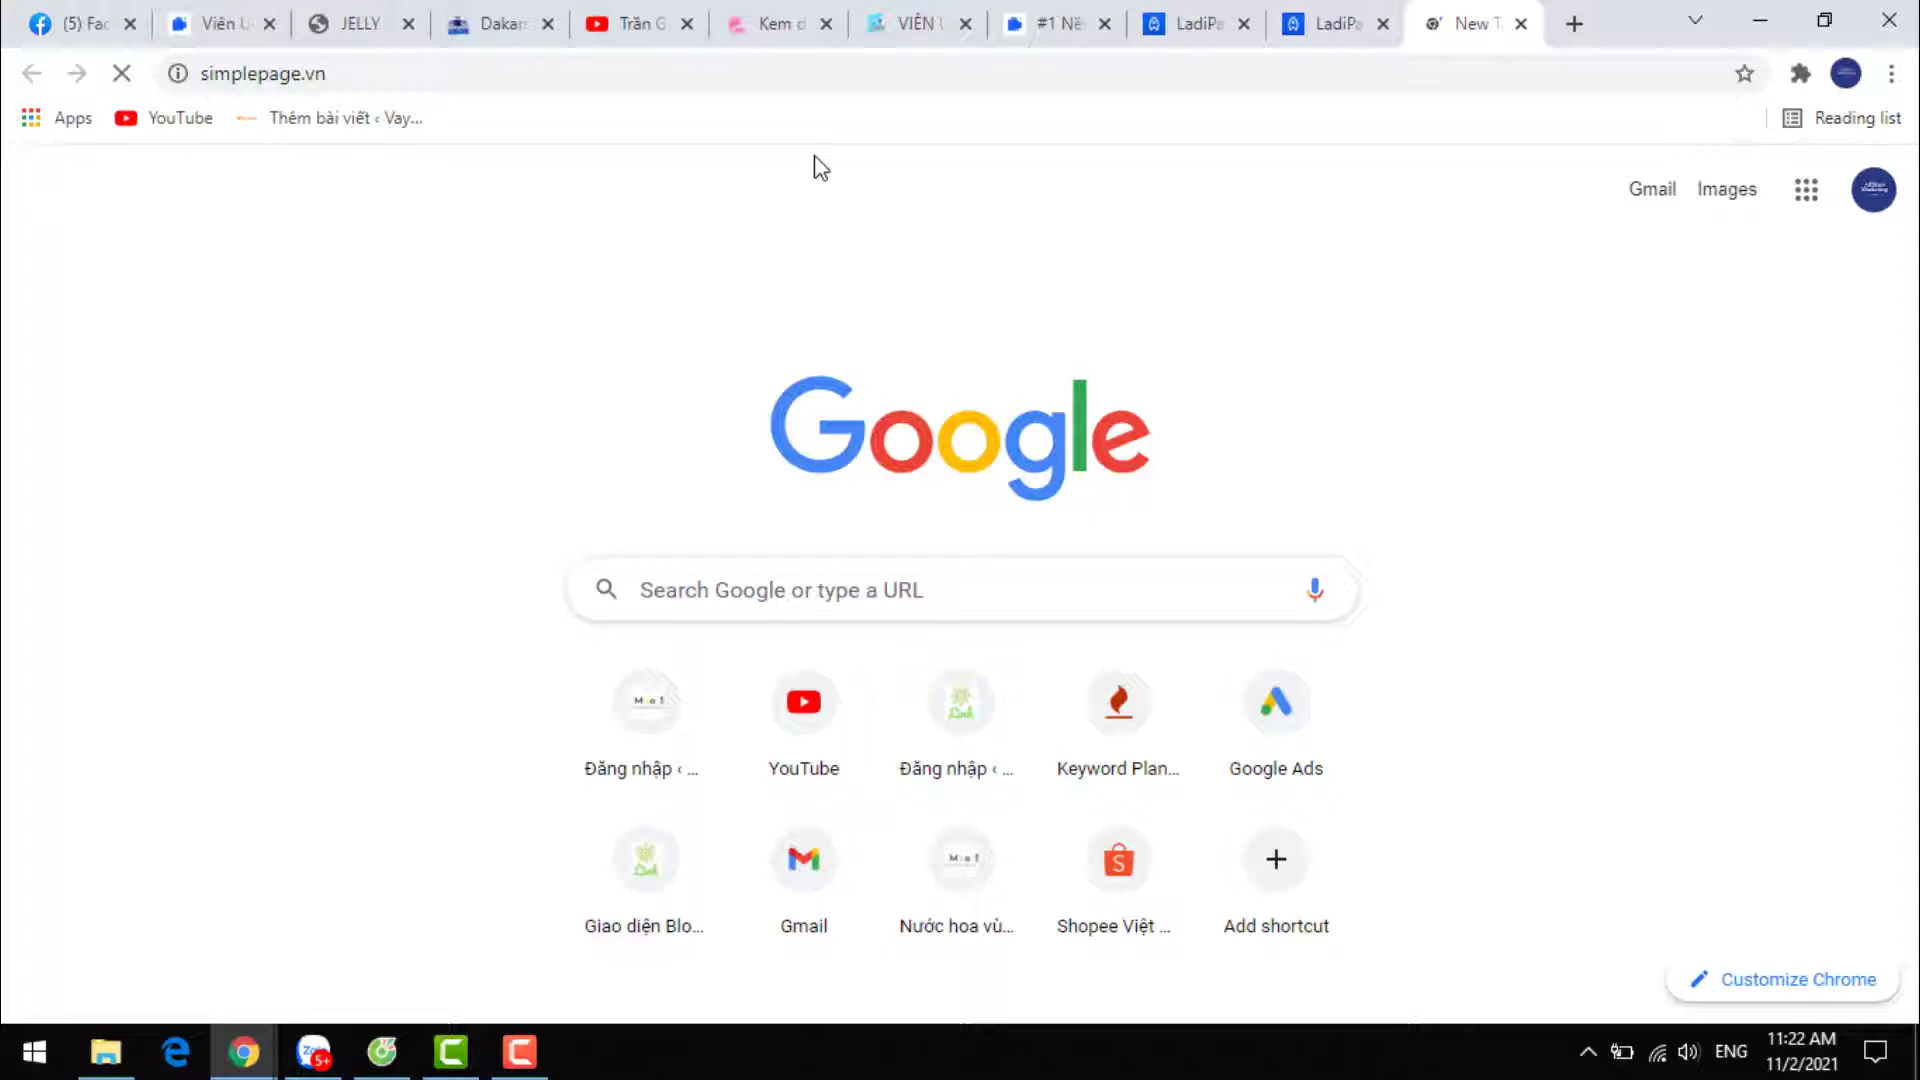 (5) Fac
Viên U
JELLY
Dakam
Trần G
Kem d
VIÊN U
#1 Nề
LadiPa
LadiPa
New T
simplepage.vn
Apps
YouTube
Thêm bài viết ‹ Vay...
Reading list
Gmail
Images
Google
Search Google or type a URL
Đăng nhập ‹ ...
YouTube
Đăng nhập ‹ ...
Keyword Plan...
Google Ads
Giao diện Blo...
Gmail
Nước hoa vù...
Shopee Việt ...
Add shortcut
Customize Chrome
5+
ENG
11:22 AM
11/2/2021